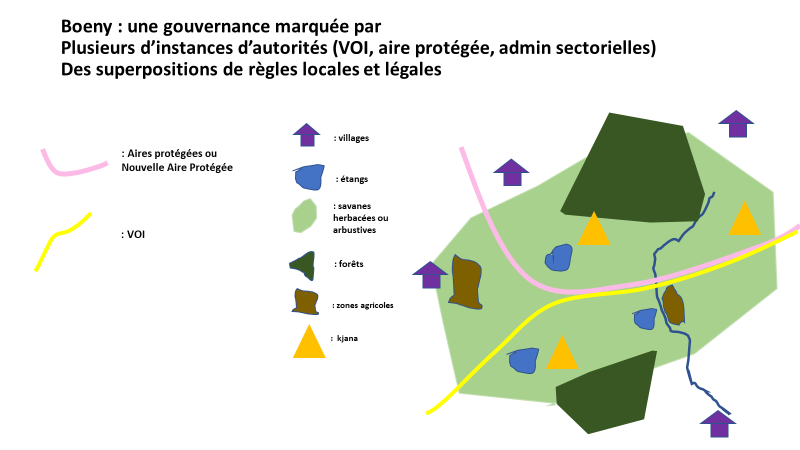 Boeny : une gouvernance marquée par
Plusieurs d’instances d’autorités (VOI, aire protégée, admin sectorielles)
Des superpositions de règles locales et légales
: Aires protégées ou
Nouvelle Aire Protégée
: VOI
: villages
: étangs
: savanes
herbacées ou
arbustives
: forêts
: zones agricoles
: kjana